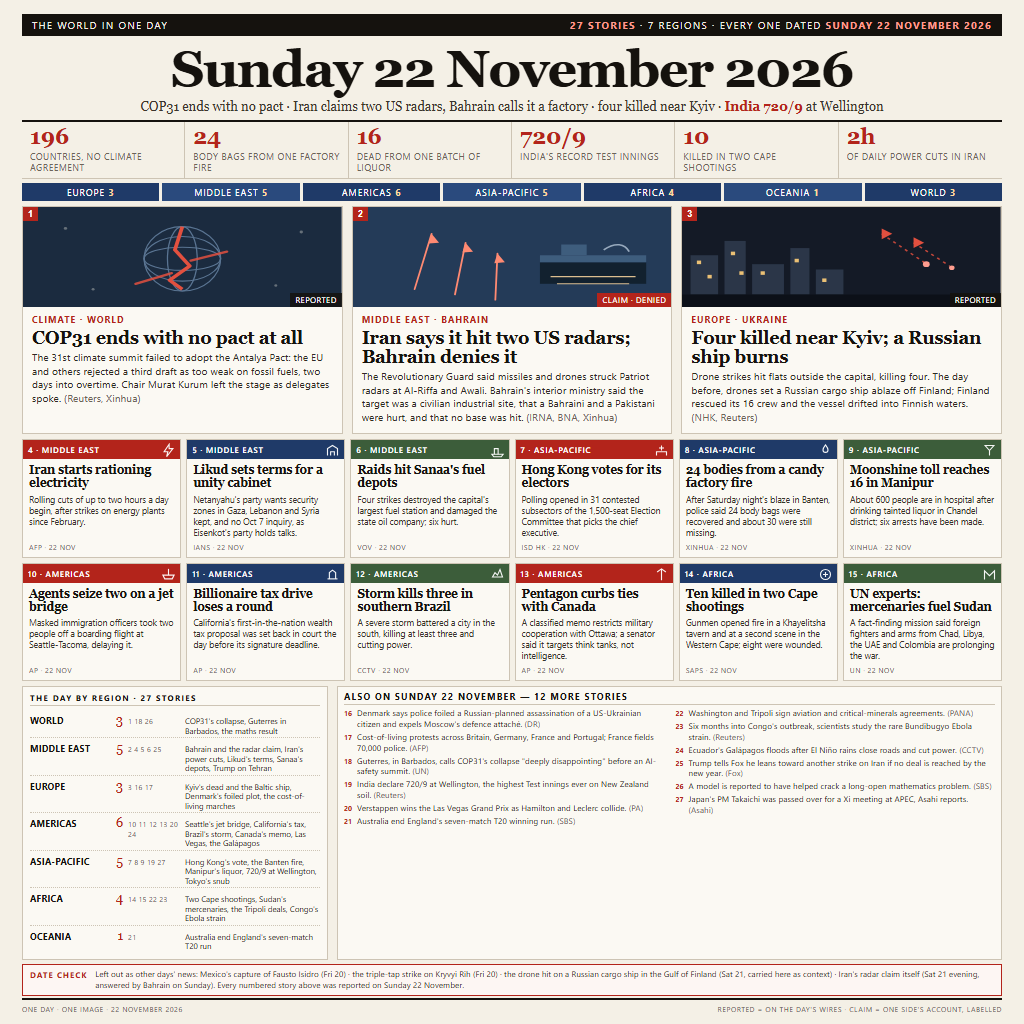 THE WORLD IN ONE DAY
27 STORIES · 7 REGIONS · EVERY ONE DATED SUNDAY 22 NOVEMBER 2026
Sunday 22 November 2026
COP31 ends with no pact · Iran claims two US radars, Bahrain calls it a factory · four killed near Kyiv · India 720/9 at Wellington
196
COUNTRIES, NO CLIMATE
AGREEMENT
24
BODY BAGS FROM ONE FACTORY
FIRE
16
DEAD FROM ONE BATCH OF
LIQUOR
720/9
INDIA'S RECORD TEST INNINGS
10
KILLED IN TWO CAPE
SHOOTINGS
2h
OF DAILY POWER CUTS IN IRAN
EUROPE 3
MIDDLE EAST 5
AMERICAS 6
ASIA-PACIFIC 5
AFRICA 4
OCEANIA 1
WORLD 3
1
REPORTED
CLIMATE · WORLD
COP31 ends with no pact at all
The 31st climate summit failed to adopt the Antalya Pact: the EU
and others rejected a third draft as too weak on fossil fuels, two
days into overtime. Chair Murat Kurum left the stage as delegates
spoke. (Reuters, Xinhua)
2
CLAIM · DENIED
MIDDLE EAST · BAHRAIN
Iran says it hit two US radars;
Bahrain denies it
The Revolutionary Guard said missiles and drones struck Patriot
radars at Al-Riffa and Awali. Bahrain's interior ministry said the
target was a civilian industrial site, that a Bahraini and a Pakistani
were hurt, and that no base was hit. (IRNA, BNA, Xinhua)
3
REPORTED
EUROPE · UKRAINE
Four killed near Kyiv; a Russian
ship burns
Drone strikes hit flats outside the capital, killing four. The day
before, drones set a Russian cargo ship ablaze off Finland; Finland
rescued its 16 crew and the vessel drifted into Finnish waters.
(NHK, Reuters)
4 · MIDDLE EAST
Iran starts rationing
electricity
Rolling cuts of up to two hours a day
begin, after strikes on energy plants
since February.
AFP · 22 NOV
5 · MIDDLE EAST
Likud sets terms for a
unity cabinet
Netanyahu's party wants security
zones in Gaza, Lebanon and Syria
kept, and no Oct 7 inquiry, as
Eisenkot's party holds talks.
IANS · 22 NOV
6 · MIDDLE EAST
Raids hit Sanaa's fuel
depots
Four strikes destroyed the capital's
largest fuel station and damaged the
state oil company; six hurt.
VOV · 22 NOV
7 · ASIA-PACIFIC
Hong Kong votes for its
electors
Polling opened in 31 contested
subsectors of the 1,500-seat Election
Committee that picks the chief
executive.
ISD HK · 22 NOV
8 · ASIA-PACIFIC
24 bodies from a candy
factory fire
After Saturday night's blaze in Banten,
police said 24 body bags were
recovered and about 30 were still
missing.
XINHUA · 22 NOV
9 · ASIA-PACIFIC
Moonshine toll reaches
16 in Manipur
About 600 people are in hospital after
drinking tainted liquor in Chandel
district; six arrests have been made.
XINHUA · 22 NOV
10 · AMERICAS
Agents seize two on a jet
bridge
Masked immigration officers took two
people off a boarding flight at
Seattle-Tacoma, delaying it.
AP · 22 NOV
11 · AMERICAS
Billionaire tax drive
loses a round
California's first-in-the-nation wealth
tax proposal was set back in court the
day before its signature deadline.
AP · 22 NOV
12 · AMERICAS
Storm kills three in
southern Brazil
A severe storm battered a city in the
south, killing at least three and
cutting power.
CCTV · 22 NOV
13 · AMERICAS
Pentagon curbs ties
with Canada
A classified memo restricts military
cooperation with Ottawa; a senator
said it targets think tanks, not
intelligence.
AP · 22 NOV
14 · AFRICA
Ten killed in two Cape
shootings
Gunmen opened fire in a Khayelitsha
tavern and at a second scene in the
Western Cape; eight were wounded.
SAPS · 22 NOV
15 · AFRICA
UN experts:
mercenaries fuel Sudan
A fact-finding mission said foreign
fighters and arms from Chad, Libya,
the UAE and Colombia are prolonging
the war.
UN · 22 NOV
THE DAY BY REGION · 27 STORIES
WORLD 3 1 18 26 COP31's collapse, Guterres in
Barbados, the maths result
MIDDLE EAST 5 2 4 5 6 25 Bahrain and the radar claim, Iran's
power cuts, Likud's terms, Sanaa's
depots, Trump on Tehran
EUROPE 3 3 16 17 Kyiv's dead and the Baltic ship,
Denmark's foiled plot, the cost-of-
living marches
AMERICAS 6 10 11 12 13 20 Seattle's jet bridge, California's tax,
24 Brazil's storm, Canada's memo, Las
Vegas, the Galápagos
ASIA-PACIFIC 5 7 8 9 19 27 Hong Kong's vote, the Banten fire,
Manipur's liquor, 720/9 at Wellington,
Tokyo's snub
AFRICA 4 14 15 22 23 Two Cape shootings, Sudan's
mercenaries, the Tripoli deals, Congo's
Ebola strain
OCEANIA 1 21 Australia end England's seven-match
T20 run
ALSO ON SUNDAY 22 NOVEMBER — 12 MORE STORIES
16 Denmark says police foiled a Russian-planned assassination of a US-Ukrainian
citizen and expels Moscow's defence attaché. (DR)
17 Cost-of-living protests across Britain, Germany, France and Portugal; France fields
70,000 police. (AFP)
18 Guterres, in Barbados, calls COP31's collapse "deeply disappointing" before an AI-
safety summit. (UN)
19 India declare 720/9 at Wellington, the highest Test innings ever on New Zealand
soil. (Reuters)
20 Verstappen wins the Las Vegas Grand Prix as Hamilton and Leclerc collide. (PA)
21 Australia end England's seven-match T20 winning run. (SBS)
22 Washington and Tripoli sign aviation and critical-minerals agreements. (PANA)
23 Six months into Congo's outbreak, scientists study the rare Bundibugyo Ebola
strain. (Reuters)
24 Ecuador's Galápagos floods after El Niño rains close roads and cut power. (CCTV)
25 Trump tells Fox he leans toward another strike on Iran if no deal is reached by the
new year. (Fox)
26 A model is reported to have helped crack a long-open mathematics problem. (SBS)
27 Japan's PM Takaichi was passed over for a Xi meeting at APEC, Asahi reports.
(Asahi)
DATE CHECK
Left out as other days' news: Mexico's capture of Fausto Isidro (Fri 20) · the triple-tap strike on Kryvyi Rih (Fri 20) · the drone hit on a Russian cargo ship in the Gulf of Finland (Sat 21, carried here as context) · Iran's radar claim itself (Sat 21 evening,
answered by Bahrain on Sunday). Every numbered story above was reported on Sunday 22 November.
ONE DAY · ONE IMAGE · 22 NOVEMBER 2026
REPORTED = ON THE DAY'S WIRES · CLAIM = ONE SIDE'S ACCOUNT, LABELLED